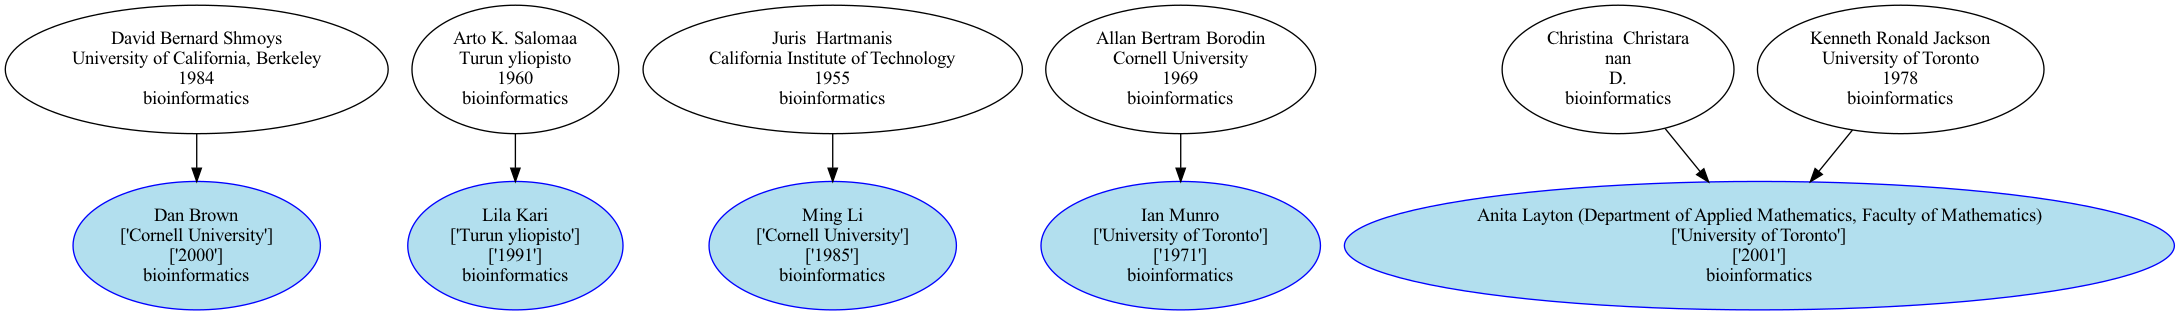 David Bernard Shmoys
University of California, Berkeley
1984
bioinformatics
Arto K. Salomaa
Turun yliopisto
1960
bioinformatics
Juris  Hartmanis
California Institute of Technology
1955
bioinformatics
Allan Bertram Borodin
Cornell University
1969
bioinformatics
Christina  Christara
nan
D.
bioinformatics
Kenneth Ronald Jackson
University of Toronto
1978
bioinformatics
Dan Brown
['Cornell University']
['2000']
bioinformatics
Lila Kari
['Turun yliopisto']
['1991']
bioinformatics
Ming Li
['Cornell University']
['1985']
bioinformatics
Ian Munro
['University of Toronto']
['1971']
bioinformatics
Anita Layton (Department of Applied Mathematics, Faculty of Mathematics)
['University of Toronto']
['2001']
bioinformatics